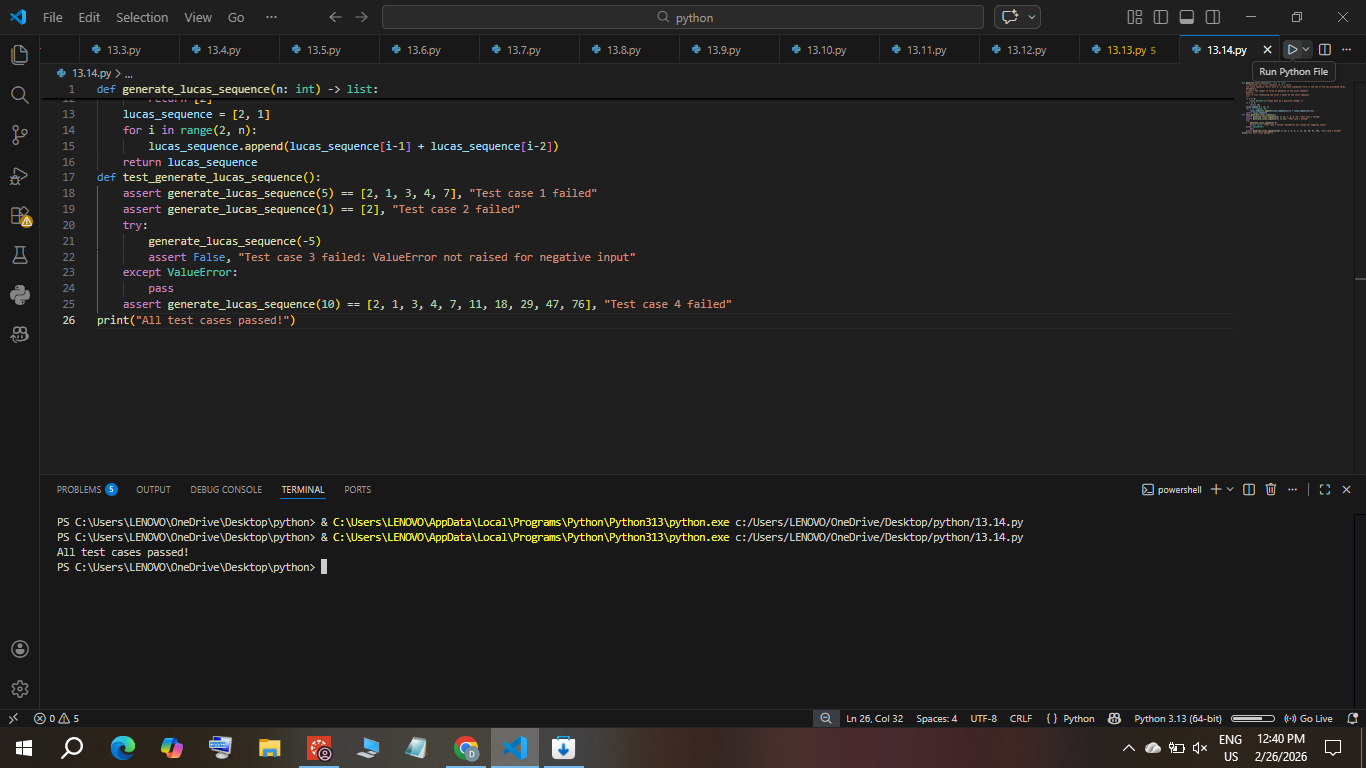 File Edit Selection View Go ··· python
13.3.py 13.4.py 13.5.py 13.6.py 13.7.py 13.8.py 13.9.py 13.10.py 13.11.py 13.12.py 13.13.py 5 13.14.py
13.14.py > ...
Run Python File
1 def generate_lucas_sequence(n: int) -> list:
12 return [2]
13 lucas_sequence = [2, 1]
14 for i in range(2, n):
15 lucas_sequence.append(lucas_sequence[i-1] + lucas_sequence[i-2])
16 return lucas_sequence
17 def test_generate_lucas_sequence():
18 assert generate_lucas_sequence(5) == [2, 1, 3, 4, 7], "Test case 1 failed"
19 assert generate_lucas_sequence(1) == [2], "Test case 2 failed"
20 try:
21 generate_lucas_sequence(-5)
22 assert False, "Test case 3 failed: ValueError not raised for negative input"
23 except ValueError:
24 pass
25 assert generate_lucas_sequence(10) == [2, 1, 3, 4, 7, 11, 18, 29, 47, 76], "Test case 4 failed"
26 print("All test cases passed!")
PROBLEMS 5 OUTPUT DEBUG CONSOLE TERMINAL PORTS powershell
PS C:\Users\LENOVO\OneDrive\Desktop\python> & C:\Users\LENOVO\AppData\Local\Programs\Python\Python313\python.exe c:/Users/LENOVO/OneDrive/Desktop/python/13.14.py
PS C:\Users\LENOVO\OneDrive\Desktop\python> & C:\Users\LENOVO\AppData\Local\Programs\Python\Python313\python.exe c:/Users/LENOVO/OneDrive/Desktop/python/13.14.py
All test cases passed!
PS C:\Users\LENOVO\OneDrive\Desktop\python>
0 5 Ln 26, Col 32 Spaces: 4 UTF-8 CRLF { } Python Python 3.13 (64-bit) Go Live
ENG 12:40 PM
US 2/26/2026